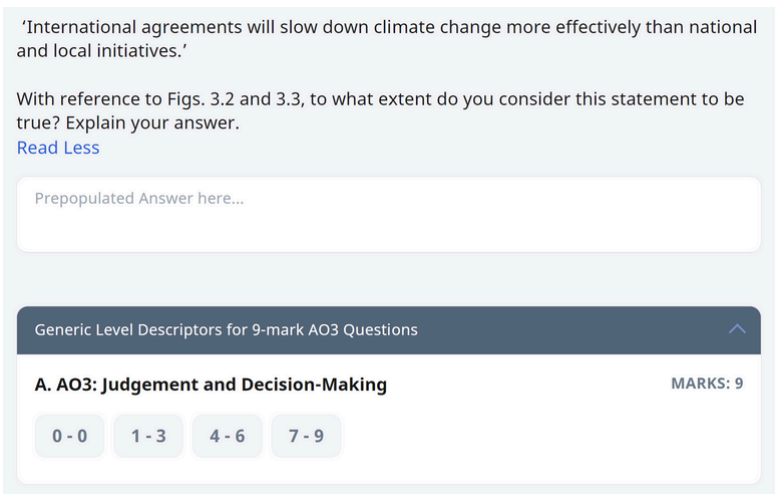 ‘International agreements will slow down climate change more effectively than national
and local initiatives.’
With reference to Figs. 3.2 and 3.3, to what extent do you consider this statement to be
true? Explain your answer.
Read Less
Prepopulated Answer here...
Generic Level Descriptors for 9-mark AO3 Questions
A. AO3: Judgement and Decision-Making MARKS: 9
0 - 0 1 - 3 4 - 6 7 - 9